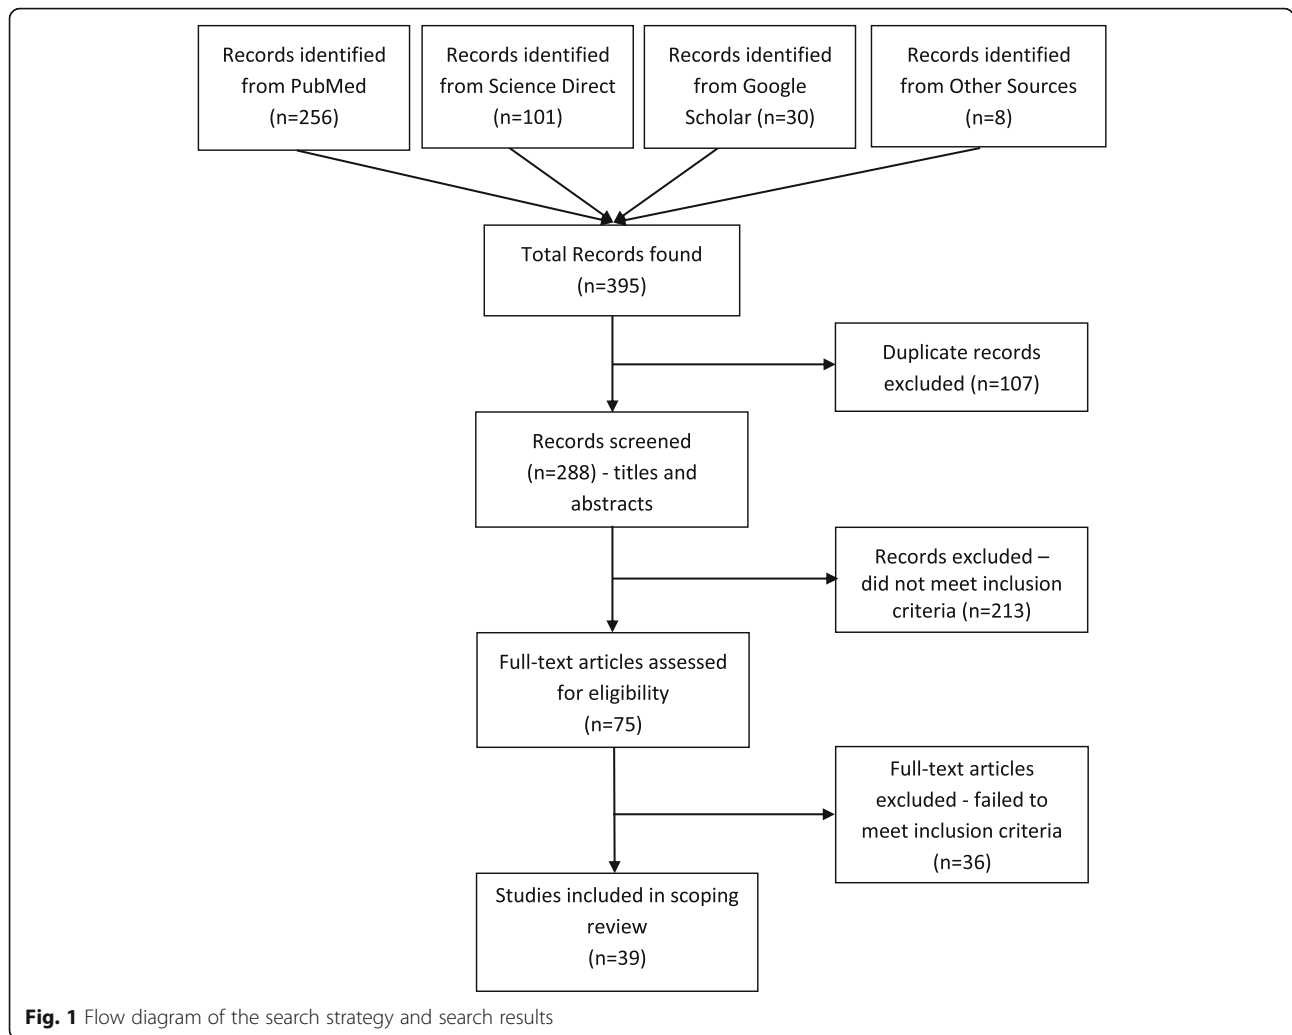 Records identified
from PubMed
(n=256)
Records identified
from Science Direct
(n=101)
Records identified
from Google
Scholar (n=30)
Records identified
from Other Sources
(n=8)
Total Records found
(n=395)
Duplicate records
excluded (n=107)
Records screened
(n=288) - titles and
abstracts
Records excluded –
did not meet inclusion
criteria (n=213)
Full-text articles assessed
for eligibility
(n=75)
Full-text articles
excluded - failed to
meet inclusion criteria
(n=36)
Studies included in scoping
review
(n=39)
Fig. 1 Flow diagram of the search strategy and search results